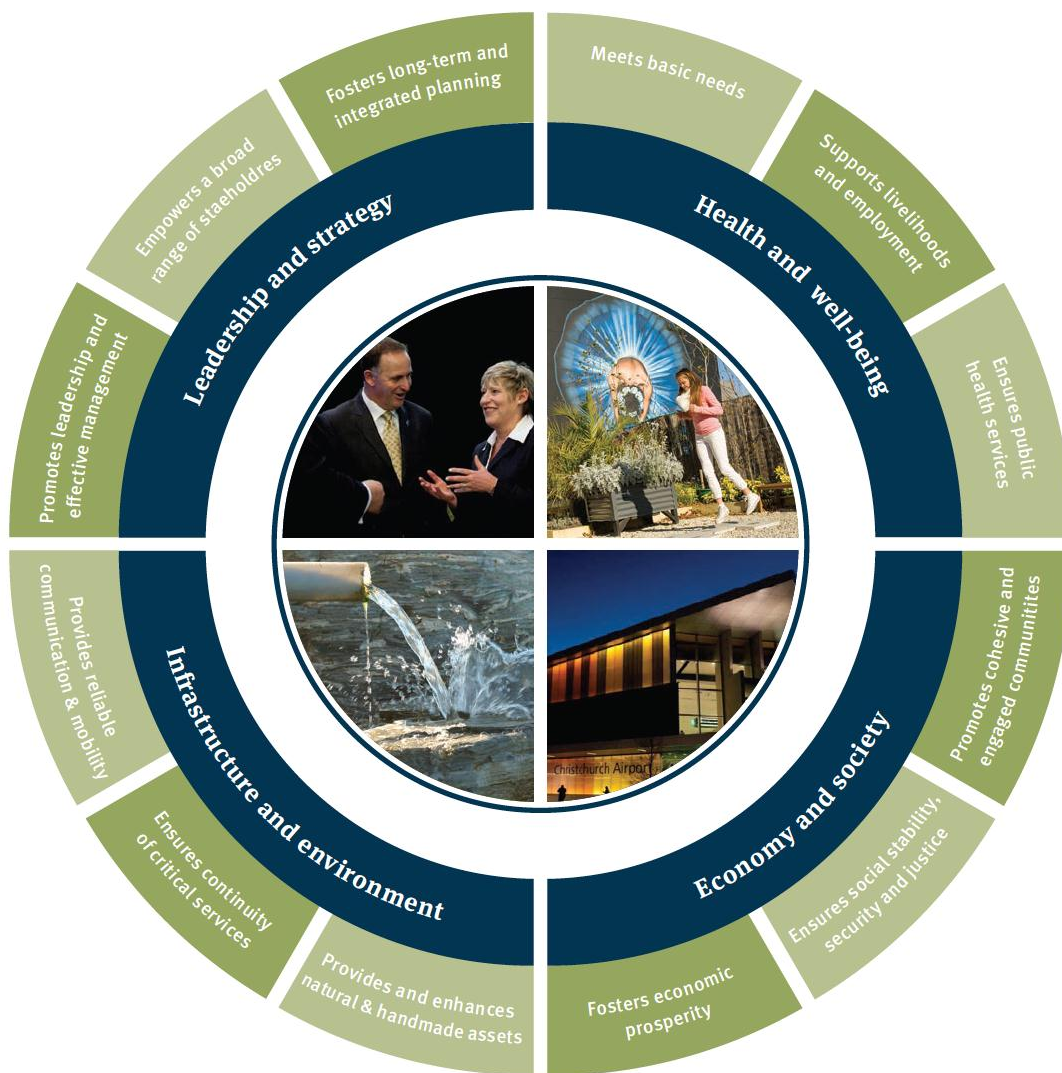 Fosters long-term and
integrated planning
Meets basic needs
Empowers a broad
range of staeholdres
Supports livelihoods
and employment
Promotes leadership and
effective management
Ensures public
health services
Leadership and strategy
Health and well-being
Infrastructure and environment
Economy and society
Christchurch Airport
Provides reliable
communication & mobility
Promotes cohesive and
engaged communitites
Ensures continuity
of critical services
Ensures social stability,
security and justice
Provides and enhances
natural & handmade assets
Fosters economic
prosperity